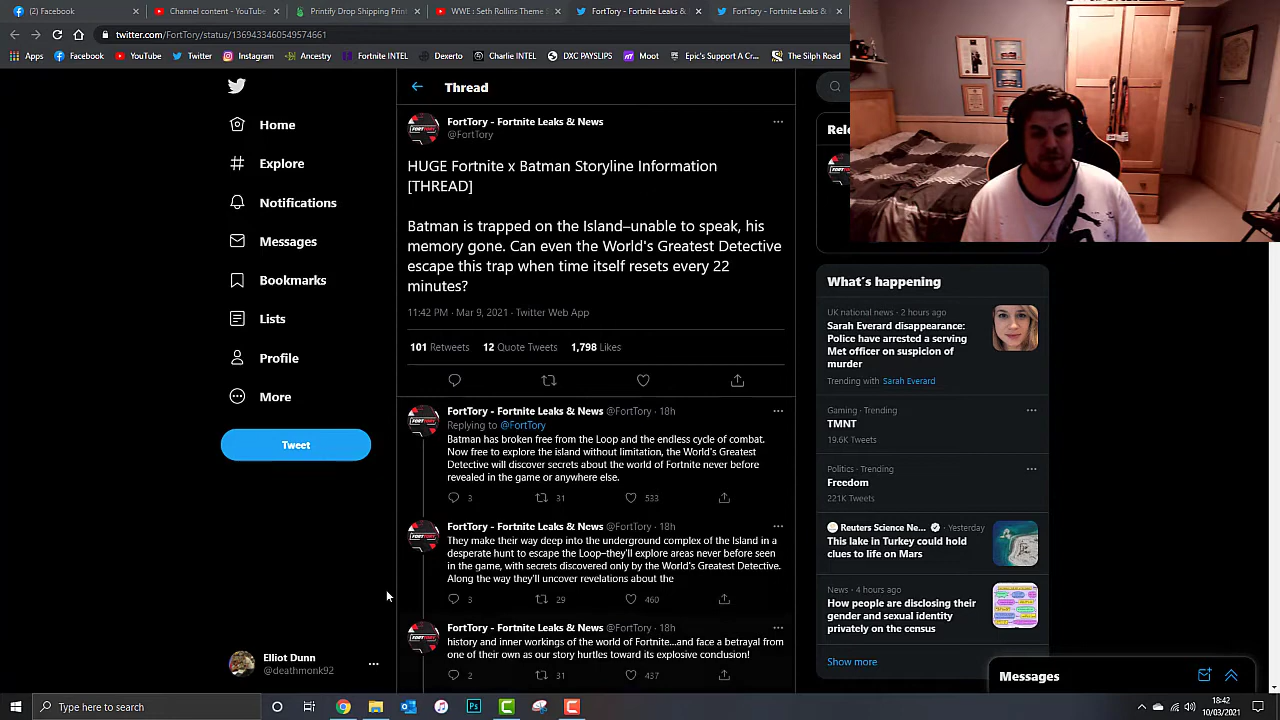 Facebook
Channel content - YouTube
Epicnifty Drop S
WWE Seth Rollins Theme
FortTory - Fortnite Leaks &
FortTory - Fortnite Leaks &
twitter.com/FortTory/status/1369433460549574661
Apps
Facebook
YouTube
Twitter
Instagram
Shopistry
Fortnite INTEL
Dexerto
Charlie INTEL
DXC PAYSLIPS
Moot
Epic's Support A Cr...
The Silph Road
Thread
Home
Explore
Notifications
Messages
Bookmarks
Lists
Profile
More
Tweet
Elliot Dunn
@deathmonk92
FortTory - Fortnite Leaks & News
@FortTory
HUGE Fortnite x Batman Storyline Information
[THREAD]
Batman is trapped on the Island–unable to speak, his
memory gone. Can even the World's Greatest Detective
escape this trap when time itself resets every 22
minutes?
11:42 PM · Mar 9, 2021 · Twitter Web App
101 Retweets 12 Quote Tweets 1,798 Likes
FortTory - Fortnite Leaks & News @FortTory · 18h
Replying to @FortTory
Batman has broken free from the Loop and the endless cycle of combat.
Now free to explore the island without limitation, the World's Greatest
Detective will discover secrets about the world of Fortnite never before
revealed in the game or anywhere else.
3 31 533
FortTory - Fortnite Leaks & News @FortTory · 18h
They make their way deep into the underground complex of the Island in a
desperate hunt to escape the Loop–they'll explore areas never before seen
in the game, with secrets discovered only by the World's Greatest Detective.
Along the way they'll uncover revelations about the
3 29 460
FortTory - Fortnite Leaks & News @FortTory · 18h
history and inner workings of the world of Fortnite...and face a betrayal from
one of their own as our story hurtles toward its explosive conclusion!
2 31 437
Rele
What's happening
UK national news · 2 hours ago
Sarah Everard disappearance:
Police have arrested a serving
Met officer on suspicion of
murder
Trending with Sarah Everard
Gaming · Trending
TMNT
19.6K Tweets
Politics · Trending
Freedom
221K Tweets
Reuters Science Ne... · Yesterday
This lake in Turkey could hold
clues to life on Mars
News · 4 hours ago
How people are disclosing their
gender and sexual identity
privately on the census
Show more
Messages
Type here to search
18:42
10/03/2021